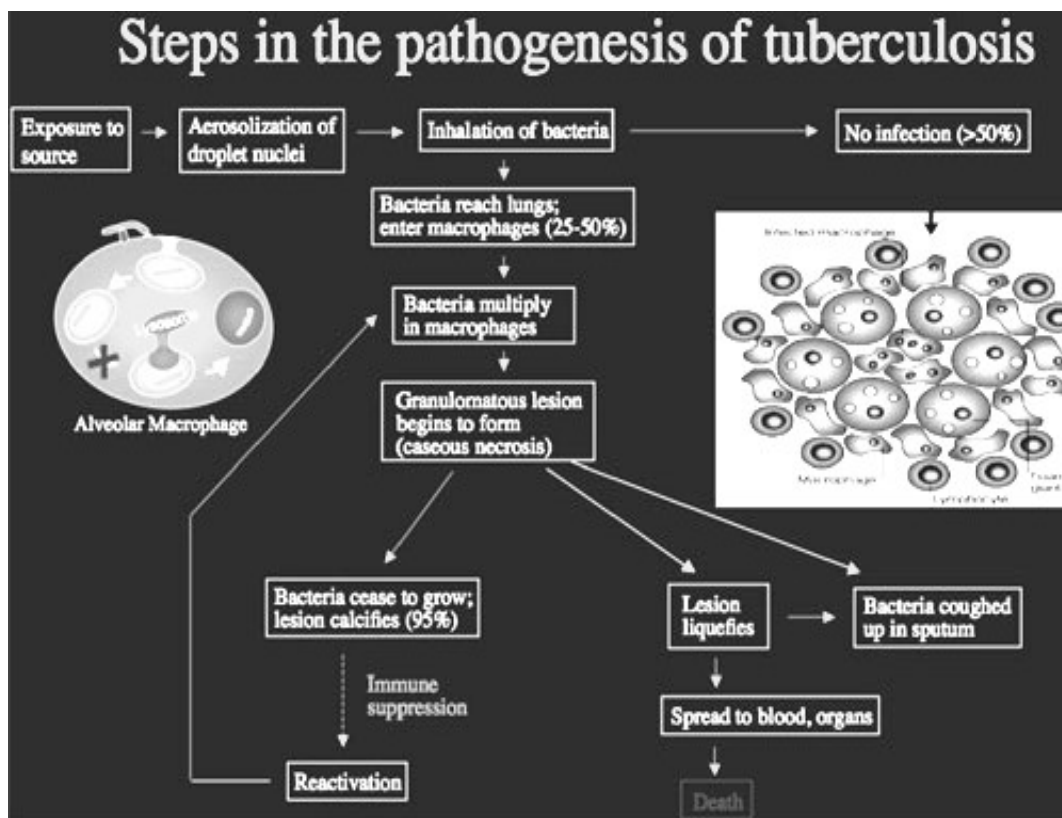 Steps in the pathogenesis of tuberculosis
Exposure to
source
Aerosolization of
droplet nuclei
Inhalation of bacteria
No infection (>50%)
Bacteria reach lungs;
enter macrophages (25-50%)
Infected macrophage
Lysosome
Bacteria multiply
in macrophages
Alveolar Macrophage
Granulomatous lesion
begins to form
(caseous necrosis)
Macrophage
Lymphocyte
Bacteria cease to grow;
lesion calcifies (95%)
Lesion
liquefies
Bacteria coughed
up in sputum
Immune
suppression
Spread to blood, organs
Reactivation
Death